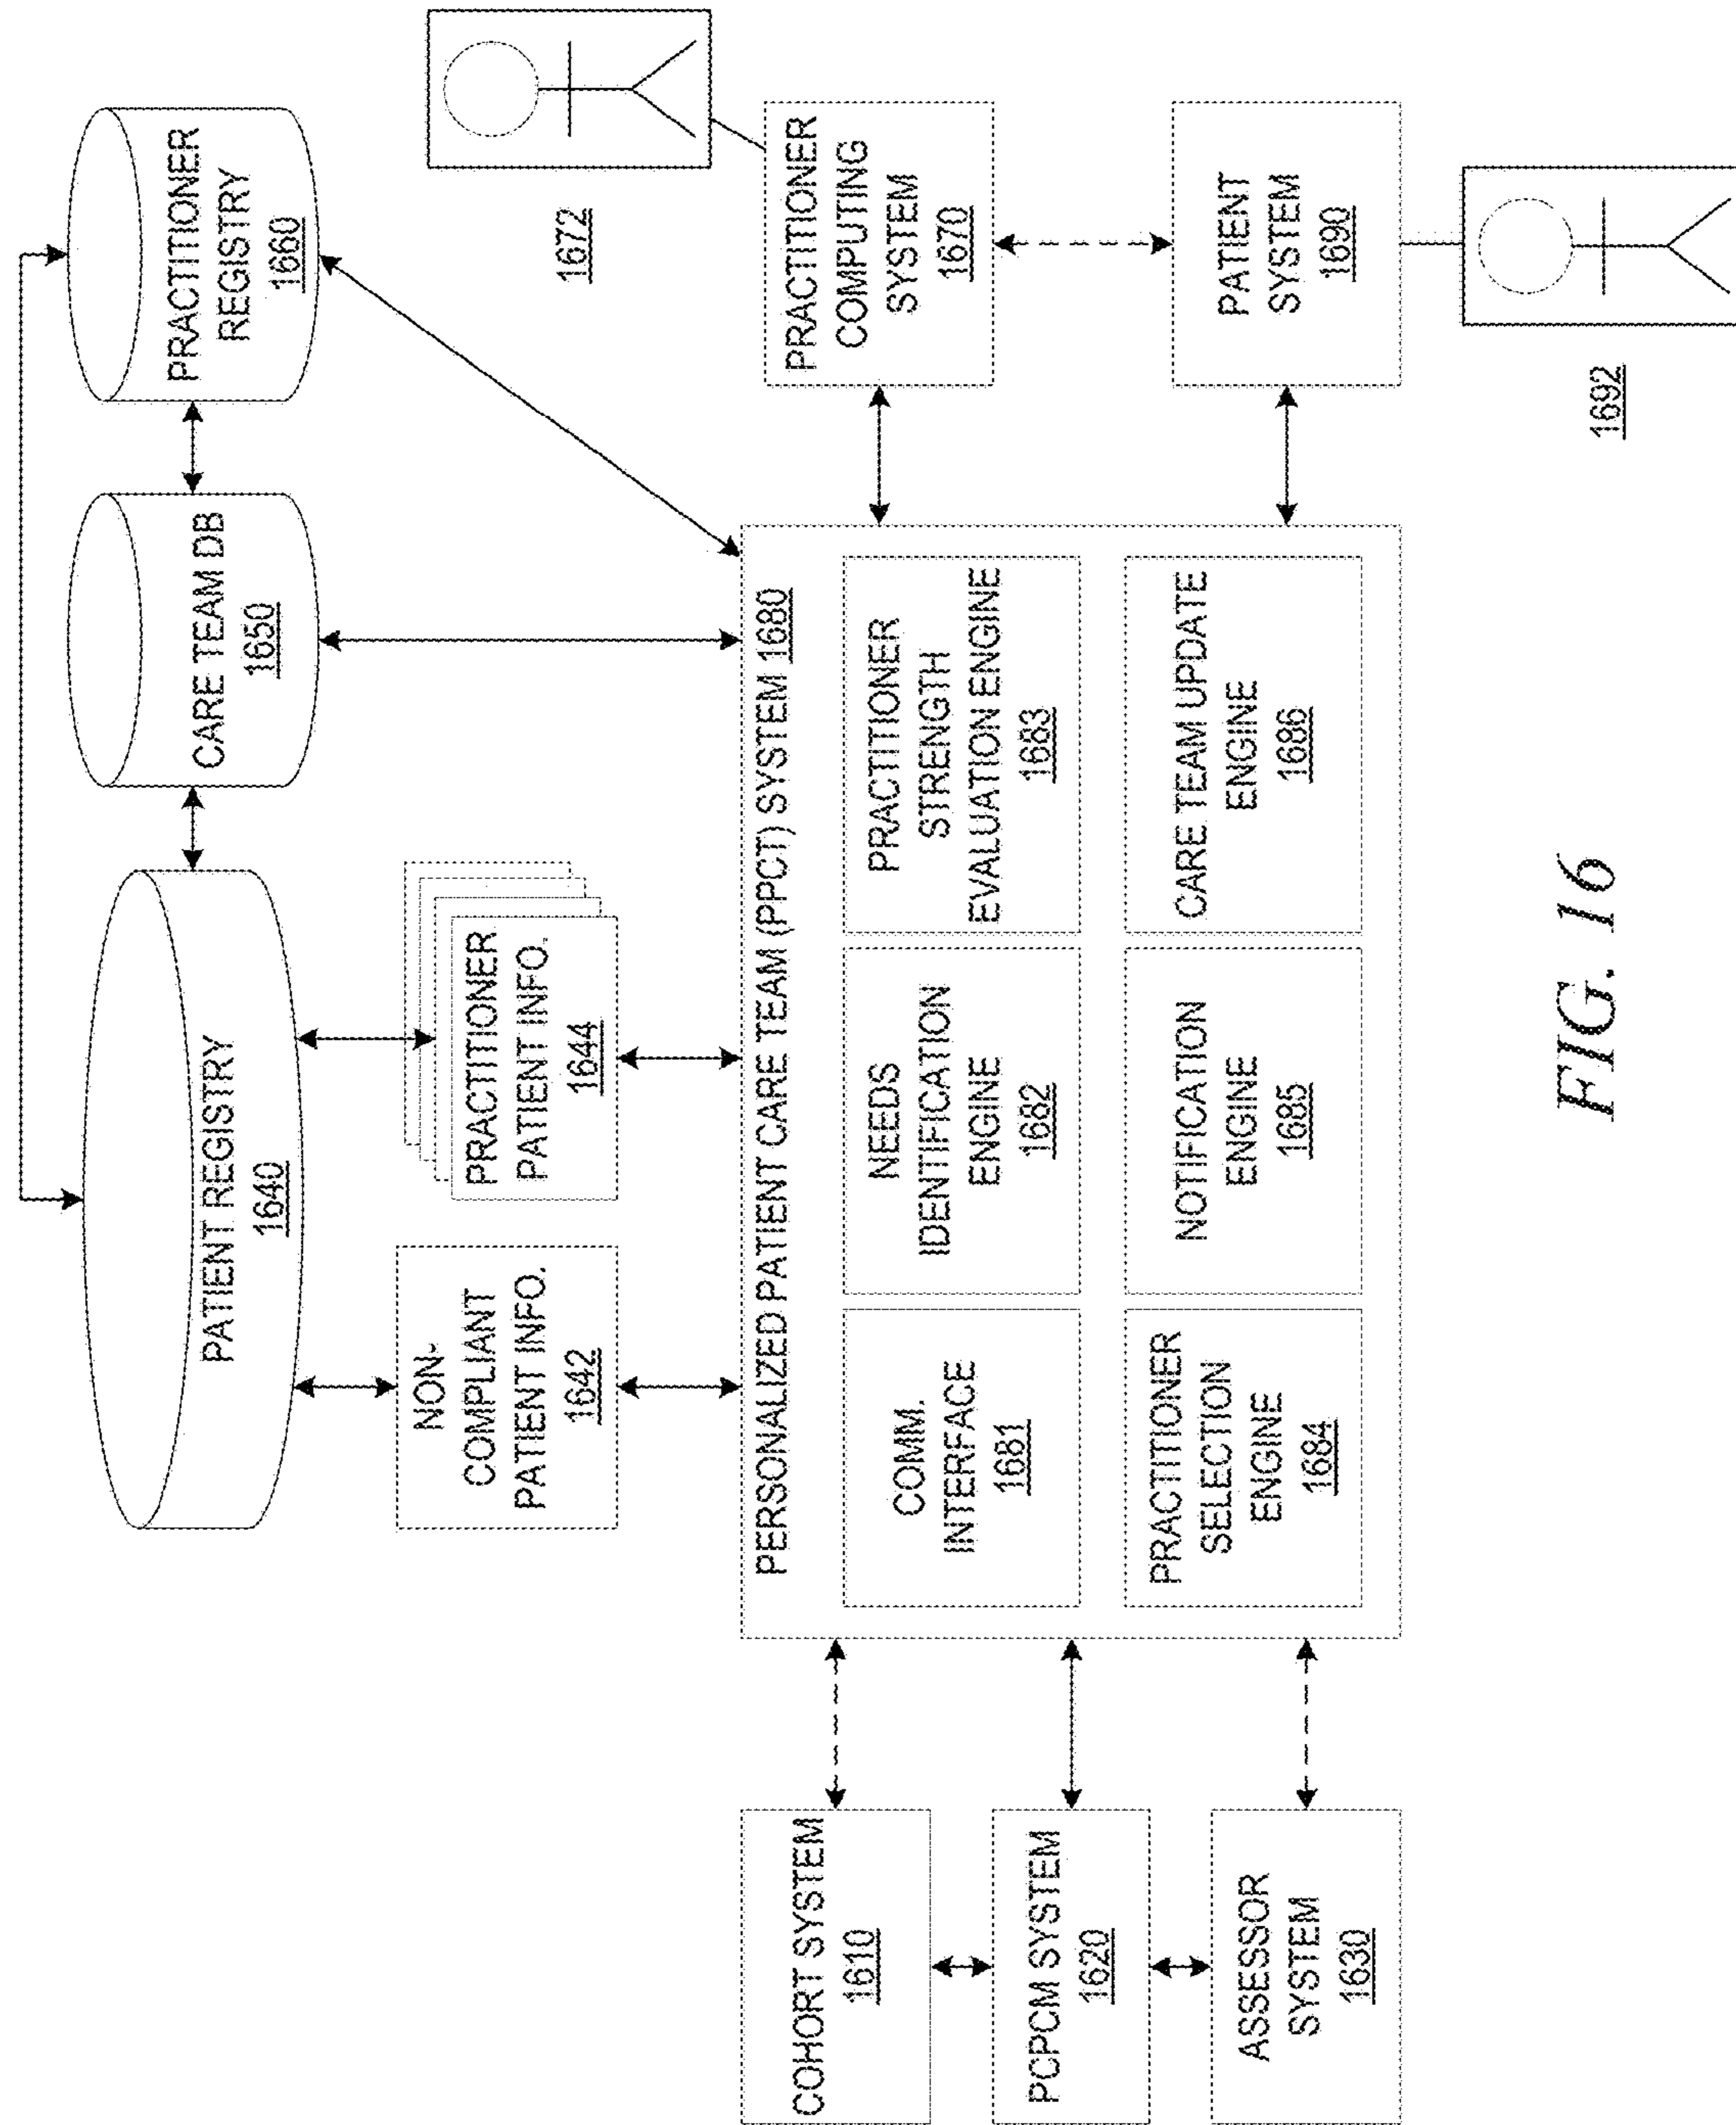 PATIENT REGISTRY
1640
CARE TEAM DB
1650
PRACTITIONER
REGISTRY
1660
NON-
COMPLIANT
PATIENT INFO.
1642
PRACTITIONER
PATIENT INFO.
1644
1672
COHORT SYSTEM
1610
PCPCM SYSTEM
1620
ASSESSOR
SYSTEM
1630
PERSONALIZED PATIENT CARE TEAM (PPCT) SYSTEM 1680
COMM.
INTERFACE
1681
NEEDS
IDENTIFICATION
ENGINE
1682
PRACTITIONER
STRENGTH
EVALUATION ENGINE
1683
PRACTITIONER
SELECTION
ENGINE
1684
NOTIFICATION
ENGINE
1685
CARE TEAM UPDATE
ENGINE
1686
PRACTITIONER
COMPUTING
SYSTEM
1670
PATIENT
SYSTEM
1690
1692
FIG. 16